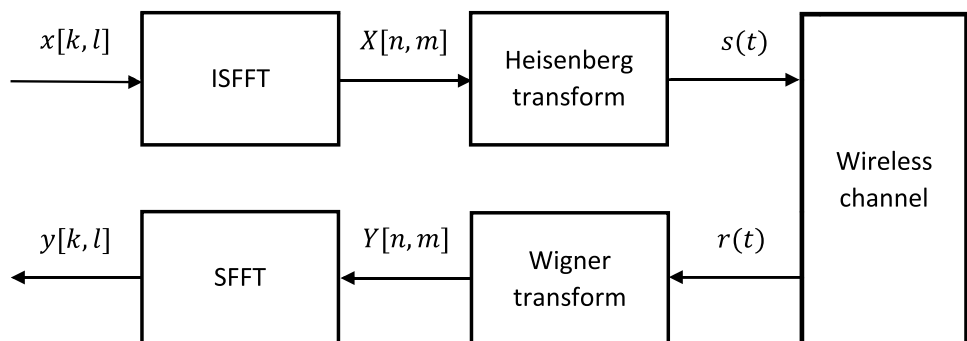 x[k, l]
ISFFT
X[n, m]
Heisenberg
transform
s(t)
Wireless
channel
y[k, l]
SFFT
Y[n, m]
Wigner
transform
r(t)